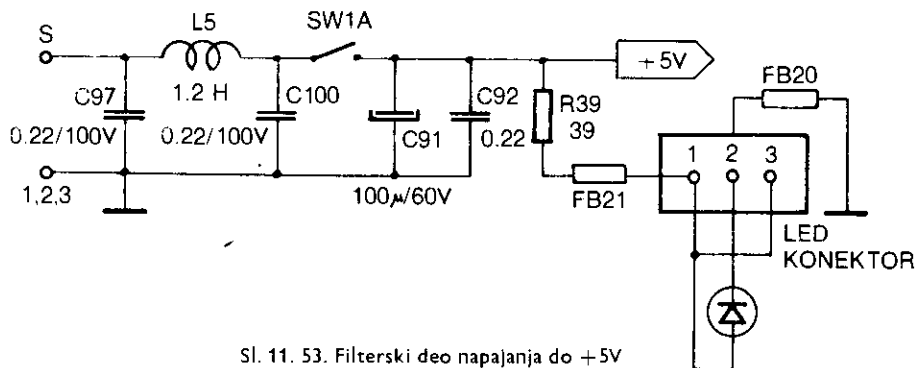 S
L5
SW1A
+5V
FB20
C97
1.2 H
C100
C92
R39
0.22/100V
0.22/100V
C91
0.22
39
1 2 3
1,2,3
100μ/60V
FB21
LED
KONEKTOR
Sl. 11. 53. Filterski deo napajanja do +5V